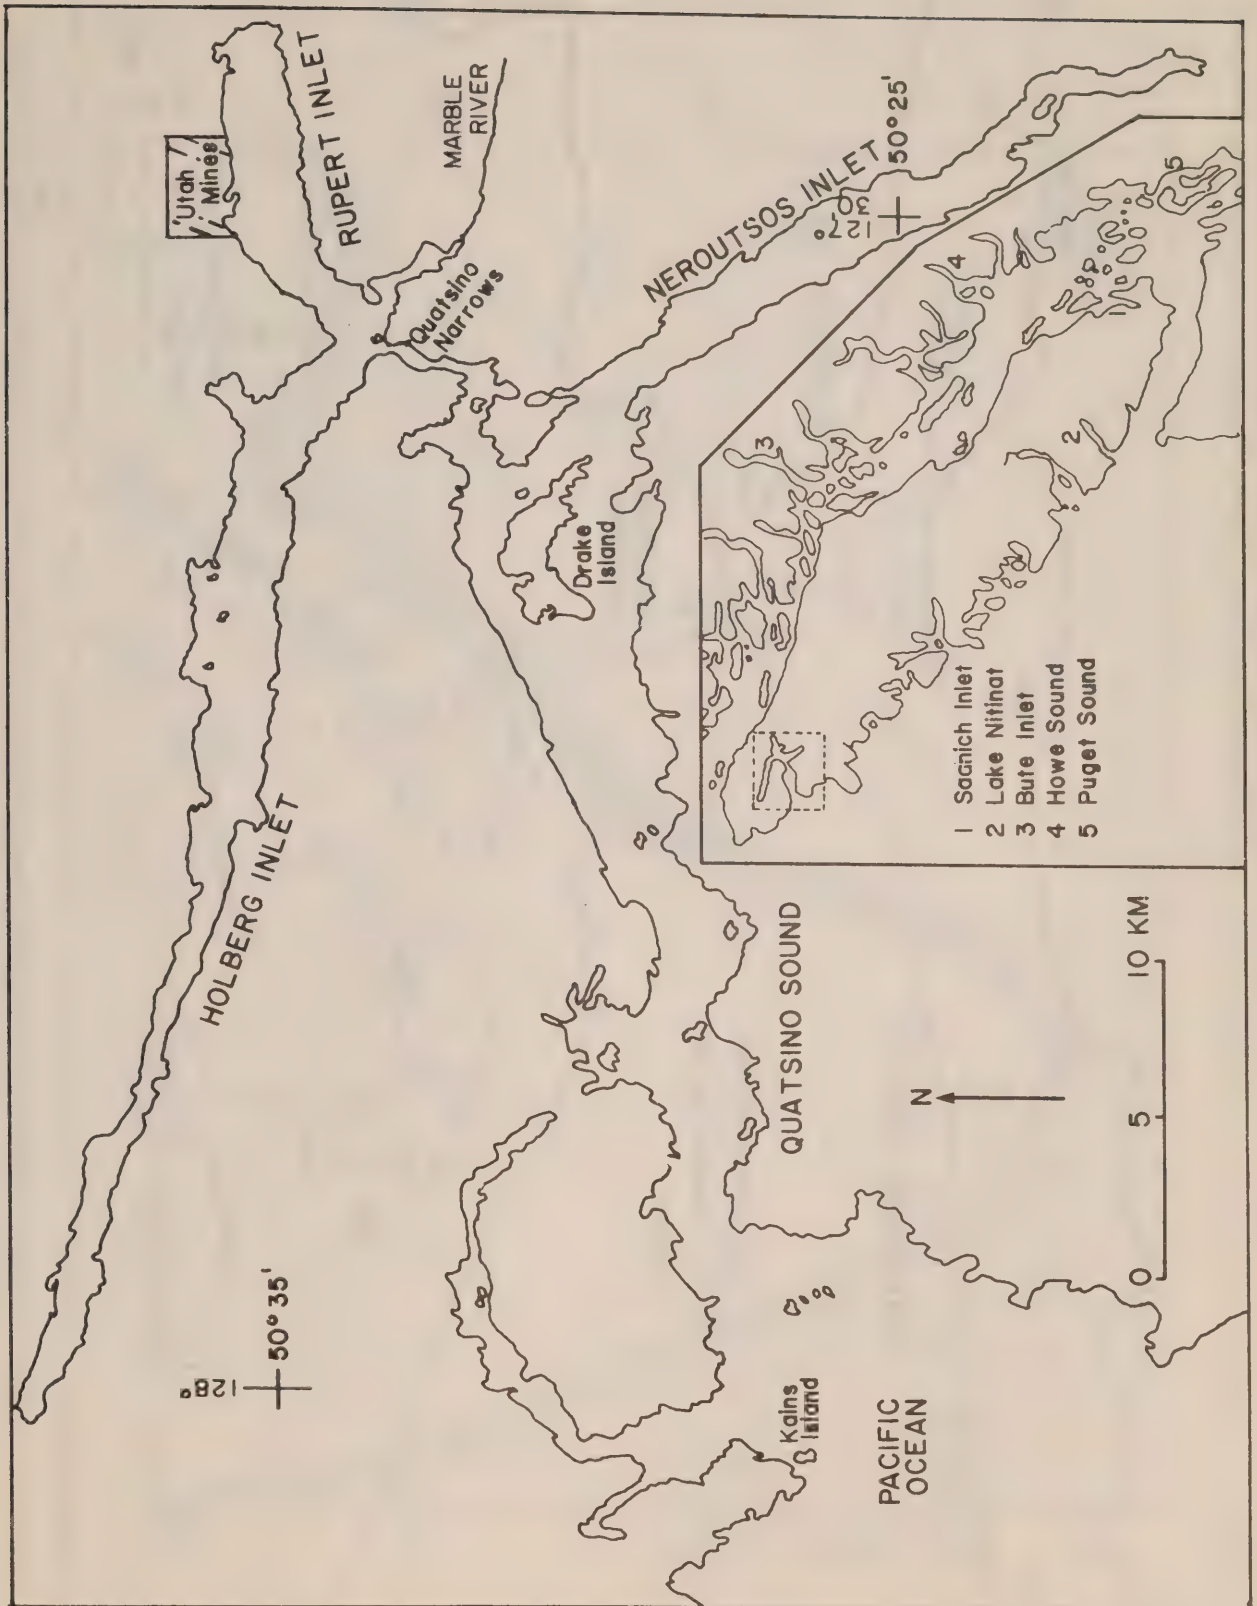 Utah
Mines
RUPERT INLET
MARBLE
RIVER
HOLBERG INLET
Quatsino
Narrows
128°
50° 35'
NEROUTSOS INLET
127°
30'
50° 25'
Drake
Island
QUATSINO SOUND
Kains
Island
PACIFIC
OCEAN
N
0 5 10 KM
3
4
5
2
1 Saanich Inlet
2 Lake Nitinat
3 Bute Inlet
4 Howe Sound
5 Puget Sound